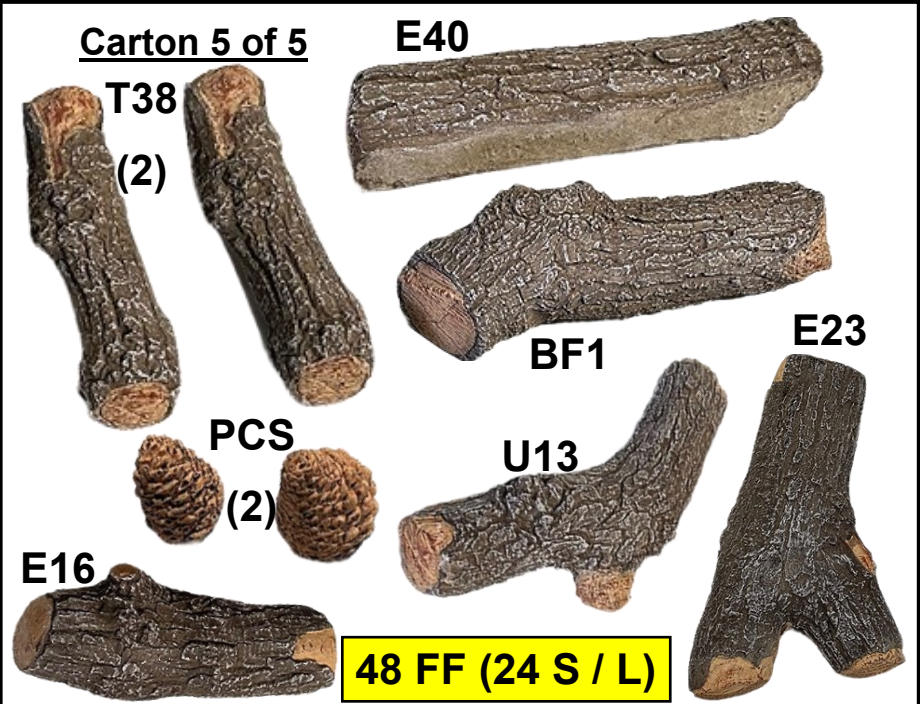 Carton 5 of 5
E40
T38
(2)
BF1
E23
PCS
(2)
U13
E16
48 FF (24 S / L)